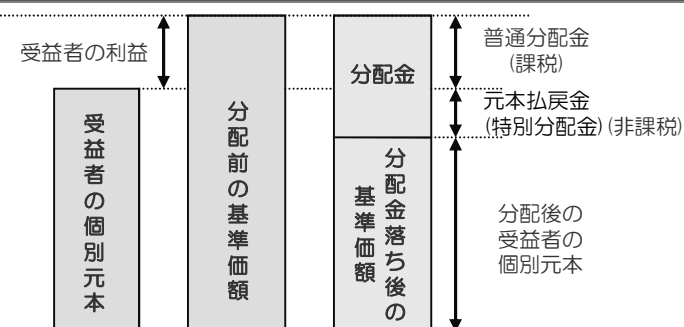 受益者の利益
受益者の個別元本
分配前の基準価額
分配金
分配金落ち後の
基準価額
普通分配金
(課税)
元本払戻金
(特別分配金)(非課税)
分配後の
受益者の
個別元本